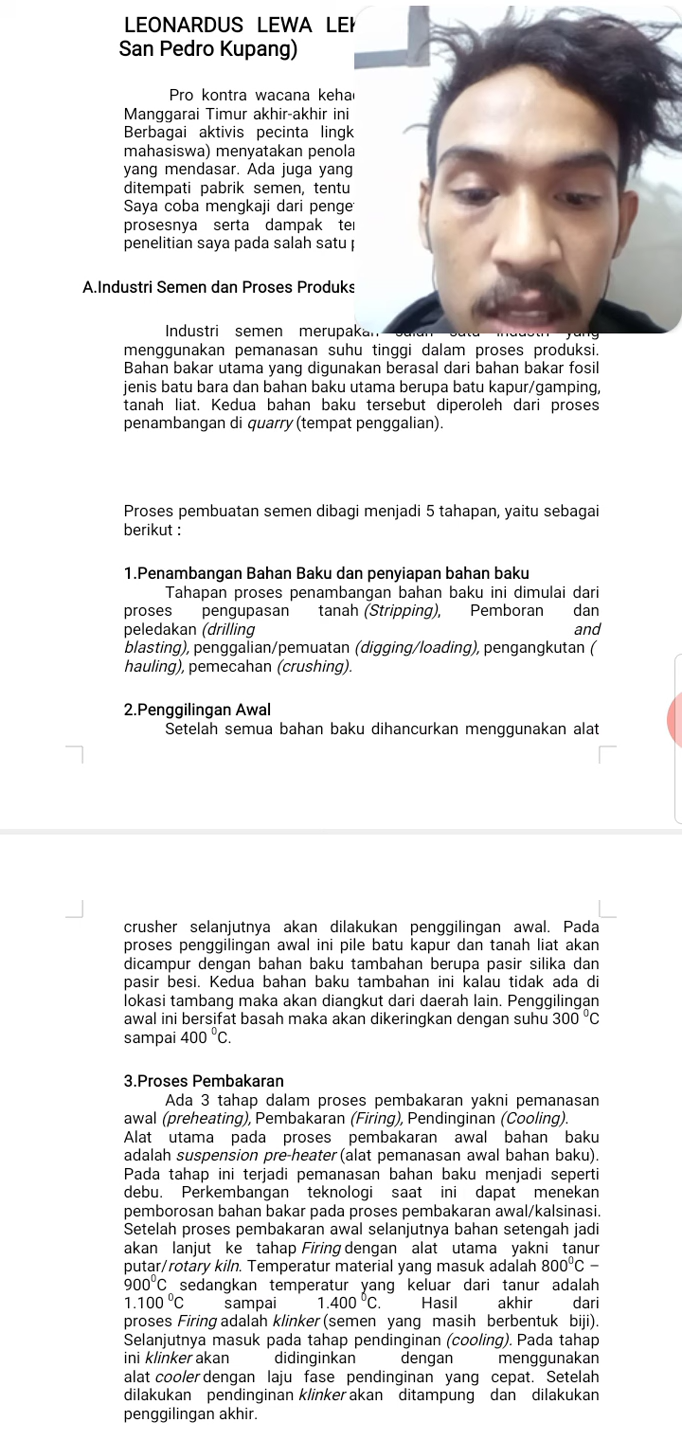 LEONARDUS LEWA
San Pedro Kupang)
Pro kontra wacana
Manggarai Timur akhir-akhir ini
Berbagai aktivis pecinta
mahasiswa) menyatakan
yang mendasar. Ada juga yang
ditempati pabrik semen, tentu
Saya coba mengkaji dari
prosesnya serta dampak
penelitian saya pada salah satu
A.Industri Semen dan Proses
Industri semen merupakan salah satu industri yang
menggunakan pemanasan suhu tinggi dalam proses produksi.
Bahan bakar utama yang digunakan berasal dari bahan bakar fosil
jenis batu bara dan bahan baku utama berupa batu kapur/gamping,
tanah liat. Kedua bahan baku tersebut diperoleh dari proses
penambangan di quarry (tempat penggalian).
Proses pembuatan semen dibagi menjadi 5 tahapan, yaitu sebagai
berikut :
1.Penambangan Bahan Baku dan penyiapan bahan baku
Tahapan proses penambangan bahan baku ini dimulai dari
proses pengupasan tanah (Stripping), Pemboran dan
peledakan (drilling and
blasting), penggalian/pemuatan (digging/loading), pengangkutan (
hauling), pemecahan (crushing).
2.Penggilingan Awal
Setelah semua bahan baku dihancurkan menggunakan alat
crusher selanjutnya akan dilakukan penggilingan awal. Pada
proses penggilingan awal ini pile batu kapur dan tanah liat akan
dicampur dengan bahan baku tambahan berupa pasir silika dan
pasir besi. Kedua bahan baku tambahan ini kalau tidak ada di
lokasi tambang maka akan diangkut dari daerah lain. Penggilingan
awal ini bersifat basah maka akan dikeringkan dengan suhu 300 ⁰C
sampai 400 ⁰C.
3.Proses Pembakaran
Ada 3 tahap dalam proses pembakaran yakni pemanasan
awal (preheating), Pembakaran (Firing), Pendinginan (Cooling).
Alat utama pada proses pembakaran awal bahan baku
adalah suspension pre-heater (alat pemanasan awal bahan baku).
Pada tahap ini terjadi pemanasan bahan baku menjadi seperti
debu. Perkembangan teknologi saat ini dapat menekan
pemborosan bahan bakar pada proses pembakaran awal/kalsinasi.
Setelah proses pembakaran awal selanjutnya bahan setengah jadi
akan lanjut ke tahap Firing dengan alat utama yakni tanur
putar/rotary kiln. Temperatur material yang masuk adalah 800⁰C –
900⁰C sedangkan temperatur yang keluar dari tanur adalah
1.100 ⁰C sampai 1.400 ⁰C. Hasil akhir dari
proses Firing adalah klinker (semen yang masih berbentuk biji).
Selanjutnya masuk pada tahap pendinginan (cooling). Pada tahap
ini klinker akan didinginkan dengan menggunakan
alat cooler dengan laju fase pendinginan yang cepat. Setelah
dilakukan pendinginan klinker akan ditampung dan dilakukan
penggilingan akhir.